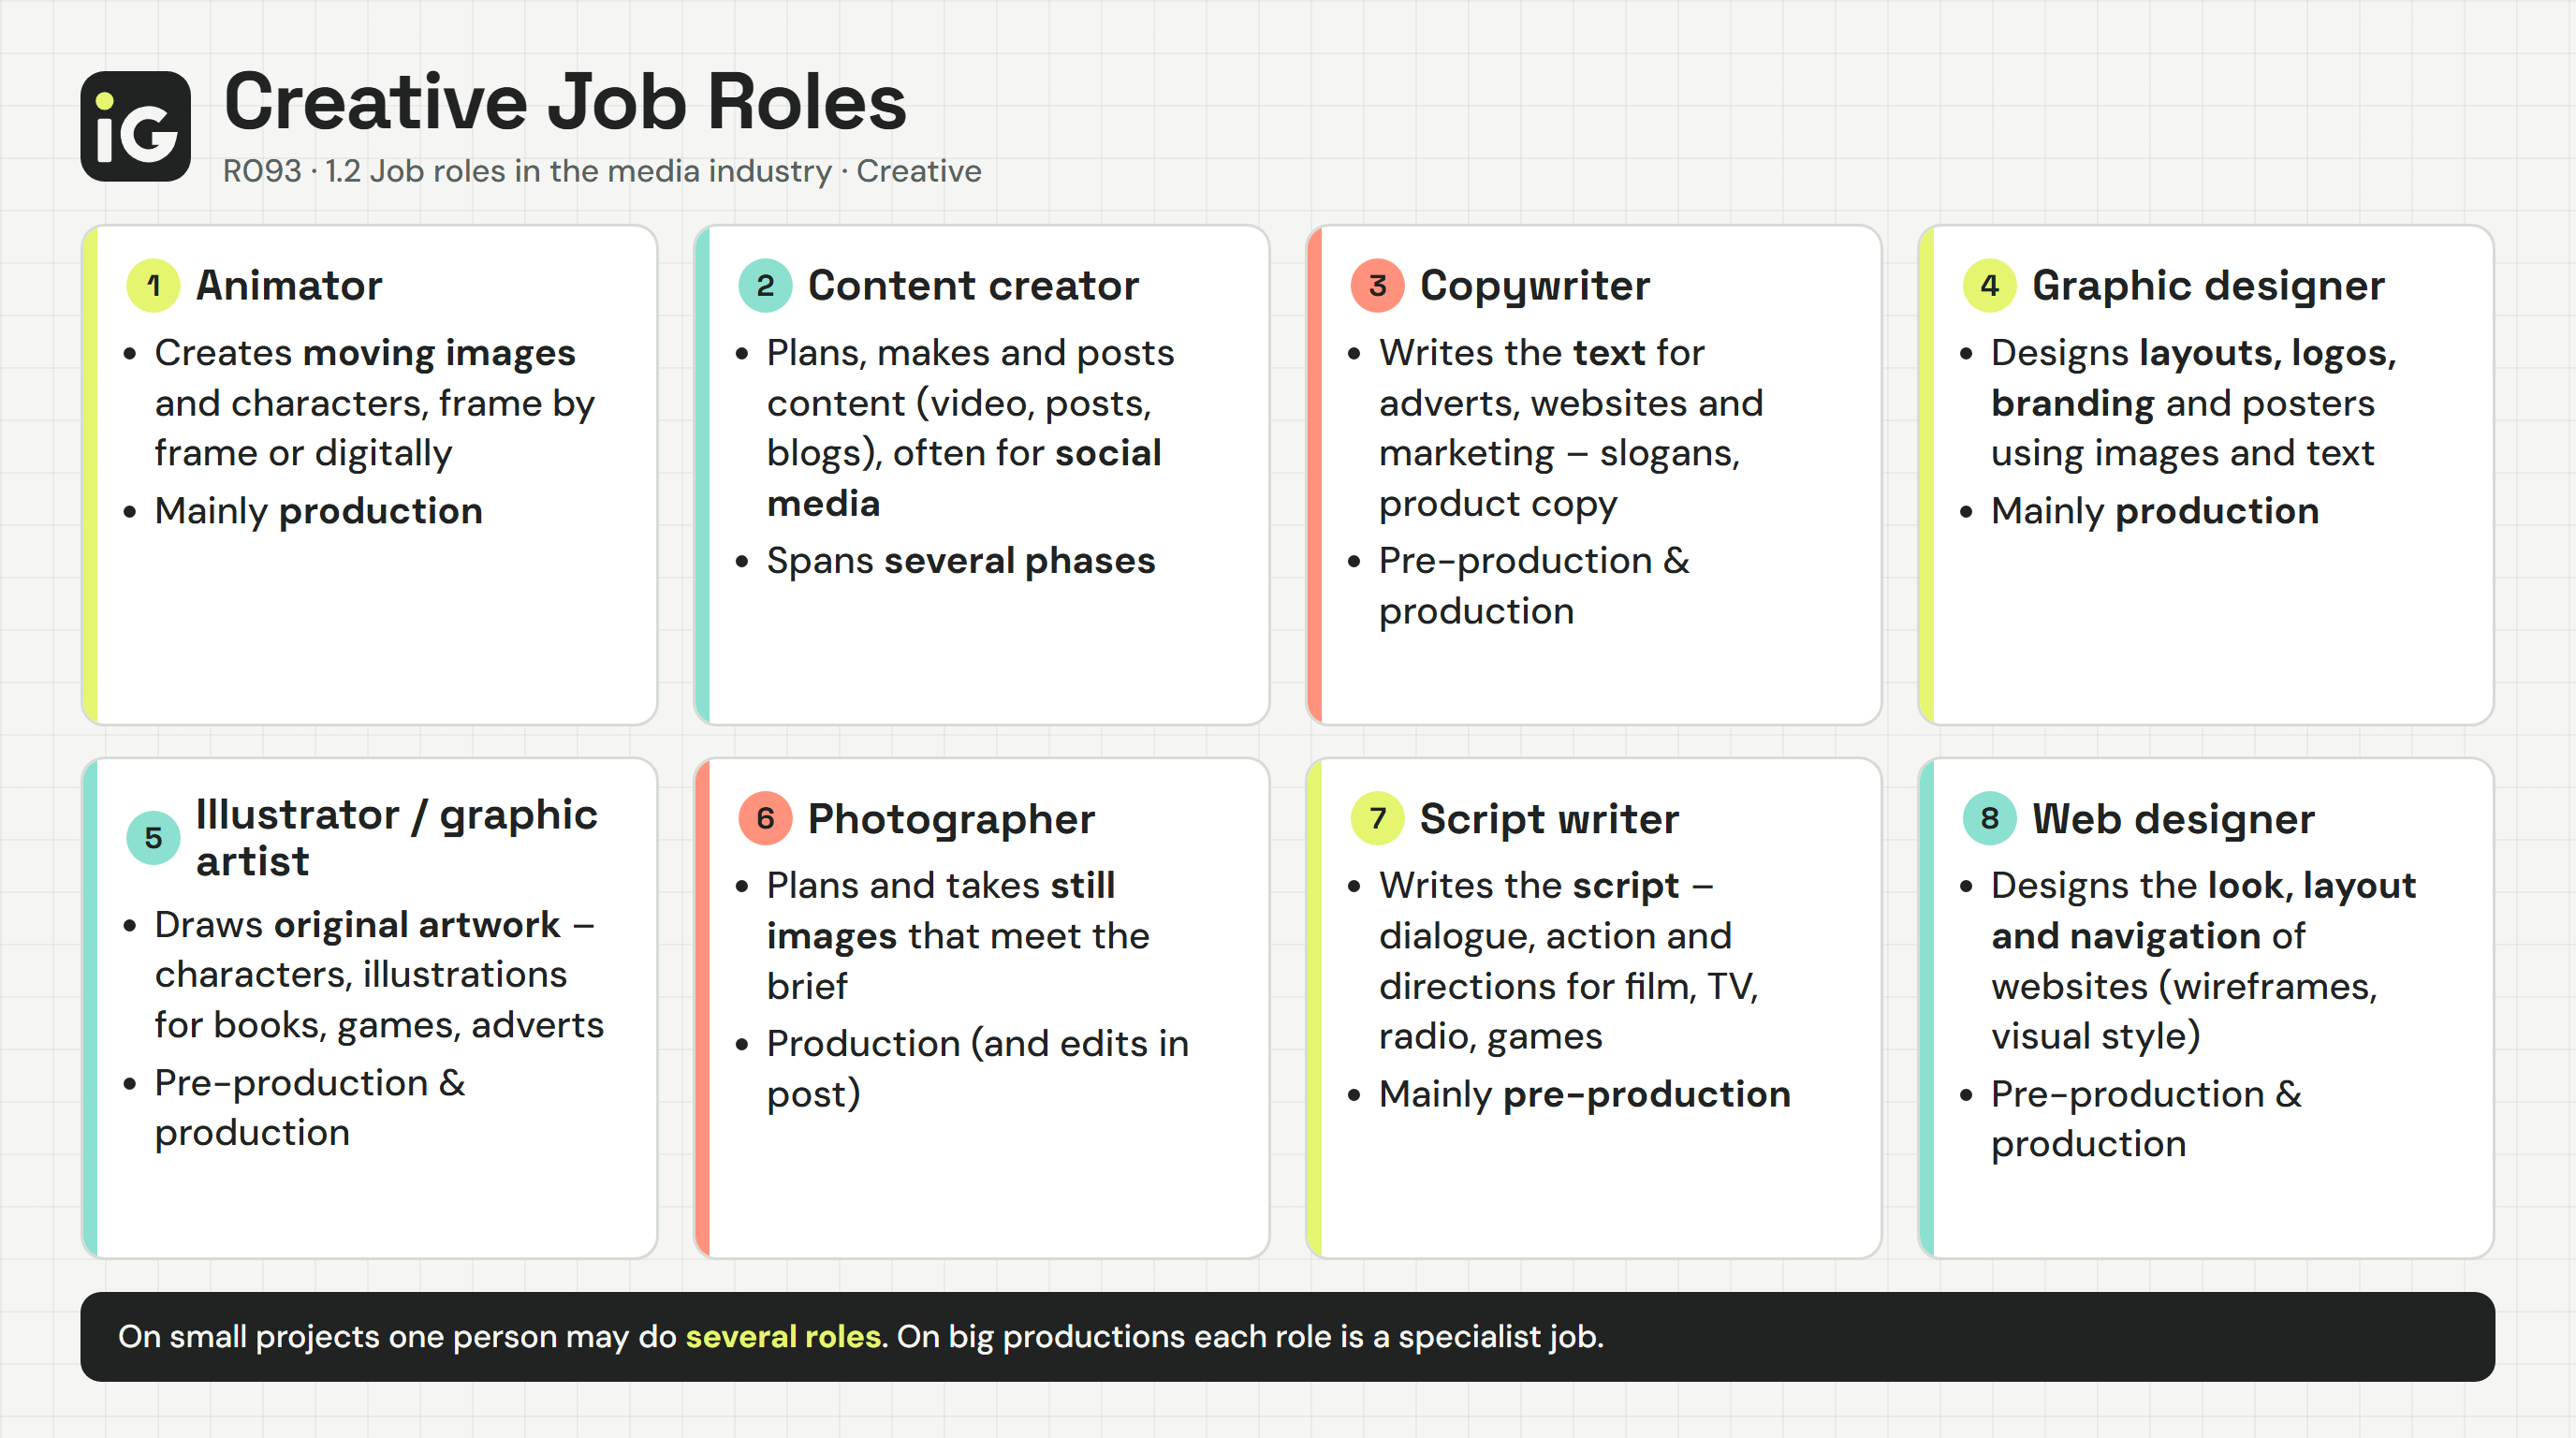 iG
Creative Job Roles
R093 · 1.2 Job roles in the media industry · Creative
1 Animator
• Creates moving images
and characters, frame by
frame or digitally
• Mainly production
2 Content creator
• Plans, makes and posts
content (video, posts,
blogs), often for social
media
• Spans several phases
3 Copywriter
• Writes the text for
adverts, websites and
marketing – slogans,
product copy
• Pre-production &
production
4 Graphic designer
• Designs layouts, logos,
branding and posters
using images and text
• Mainly production
5 Illustrator / graphic
artist
• Draws original artwork –
characters, illustrations
for books, games, adverts
• Pre-production &
production
6 Photographer
• Plans and takes still
images that meet the
brief
• Production (and edits in
post)
7 Script writer
• Writes the script –
dialogue, action and
directions for film, TV,
radio, games
• Mainly pre-production
8 Web designer
• Designs the look, layout
and navigation of
websites (wireframes,
visual style)
• Pre-production &
production
On small projects one person may do several roles. On big productions each role is a specialist job.